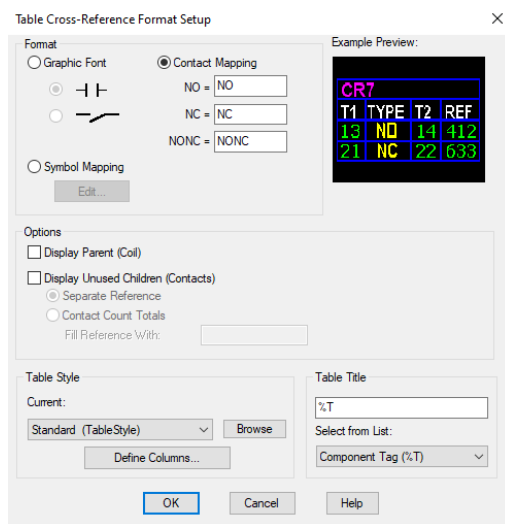 Table Cross-Reference Format Setup
Format
Graphic Font
Contact Mapping
NO = NO
NC = NC
NONC = NONC
Symbol Mapping
Edit...
Example Preview:
CR7
T1 TYPE T2 REF
13 NO 14 412
21 NC 22 633
Options
Display Parent (Coil)
Display Unused Children (Contacts)
Separate Reference
Contact Count Totals
Fill Reference With:
Table Style
Current:
Standard (TableStyle)
Browse
Define Columns...
Table Title
%T
Select from List:
Component Tag (%T)
OK Cancel Help